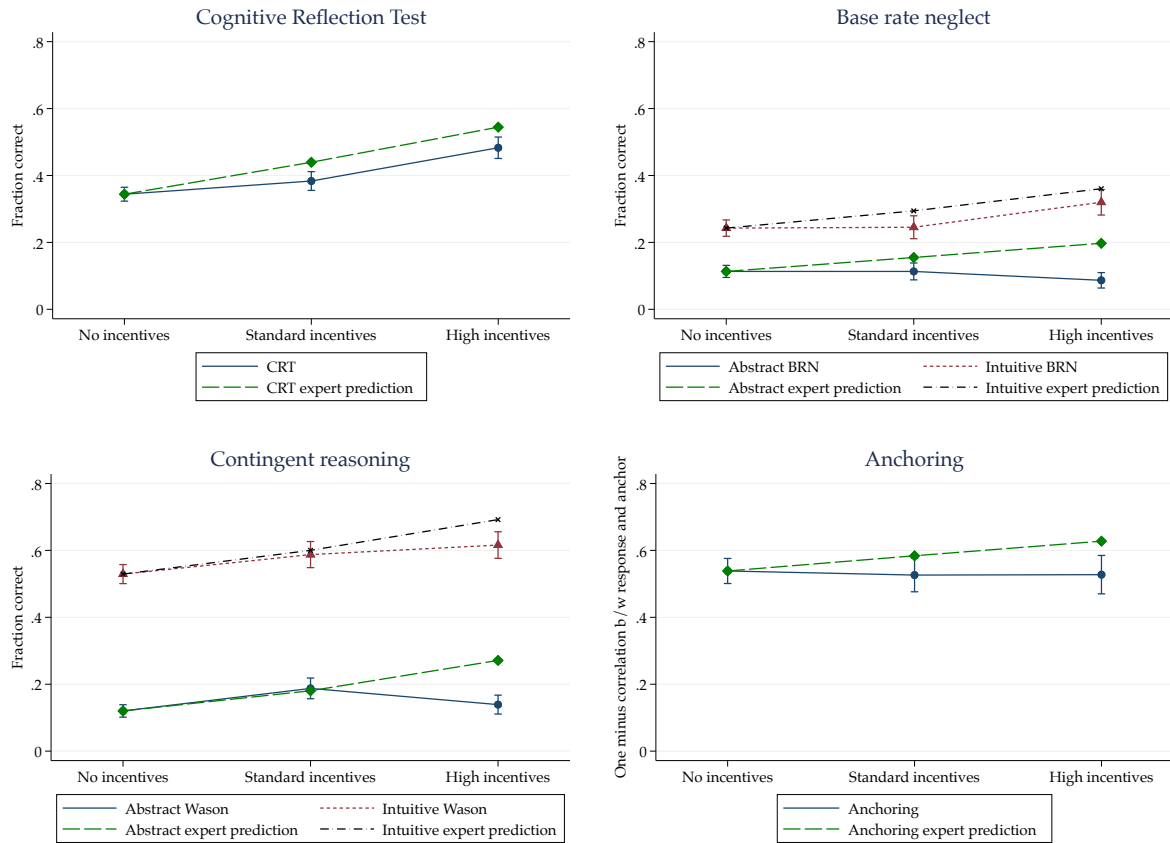 Cognitive Reflection Test
Fraction correct
.8
.6
.4
.2
0
No incentives
Standard incentives
High incentives
CRT
CRT expert prediction
Base rate neglect
Fraction correct
.8
.6
.4
.2
0
No incentives
Standard incentives
High incentives
Abstract BRN
Intuitive BRN
Abstract expert prediction
Intuitive expert prediction
Contingent reasoning
Fraction correct
.8
.6
.4
.2
0
No incentives
Standard incentives
High incentives
Abstract Wason
Intuitive Wason
Abstract expert prediction
Intuitive expert prediction
Anchoring
One minus correlation b/w response and anchor
.8
.6
.4
.2
0
No incentives
Standard incentives
High incentives
Anchoring
Anchoring expert prediction